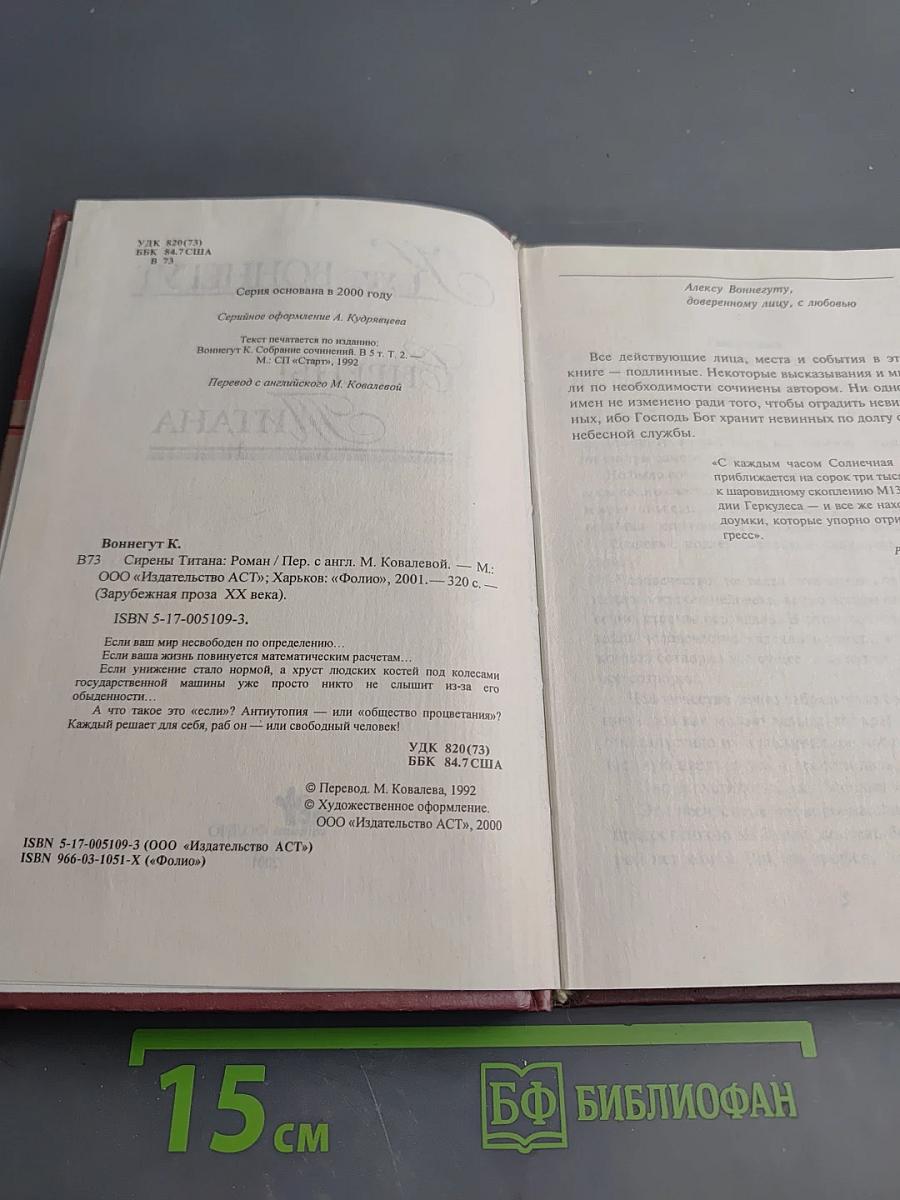 УДК 820(73)
ББК 84.7США
В 73
Серия основана в 2000 году
Серийное оформление А. Кудрявцева
Текст печатается по изданию:
Воннегут К. Собрание сочинений. В 5 т. Т. 2. —
М.: СП «Старт», 1992
Перевод с английского М. Ковалевой
Воннегут К.
В73 Сирены Титана: Роман / Пер. с англ. М. Ковалевой. — М.:
ООО «Издательство АСТ»; Харьков: «Фолио», 2001.— 320 с. —
(Зарубежная проза XX века).
ISBN 5-17-005109-3.
Если ваш мир несвободен по определению...
Если ваша жизнь повинуется математическим расчетам...
Если унижение стало нормой, а хруст людских костей под колесами
государственной машины уже просто никто не слышит из-за его
обыденности...
А что такое это «если»? Антиутопия — или «общество процветания»?
Каждый решает для себя, раб он — или свободный человек!
УДК 820(73)
ББК 84.7США
© Перевод. М. Ковалева, 1992
© Художественное оформление.
ООО «Издательство АСТ», 2000
ISBN 5-17-005109-3 (ООО «Издательство АСТ»)
ISBN 966-03-1051-X («Фолио»)
Алексу Воннегуту,
доверенному лицу, с любовью
Все действующие лица, места и события в эт
книге — подлинные. Некоторые высказывания и мы
ли по необходимости сочинены автором. Ни одно
имен не изменено ради того, чтобы оградить неви
ных, ибо Господь Бог хранит невинных по долгу с
небесной службы.
«С каждым часом Солнечная
приближается на сорок три тыся
к шаровидному скоплению М13
дии Геркулеса — и все же нахо
доумки, которые упорно отри
гресс».
15 см
БФ БИБЛИОФАН